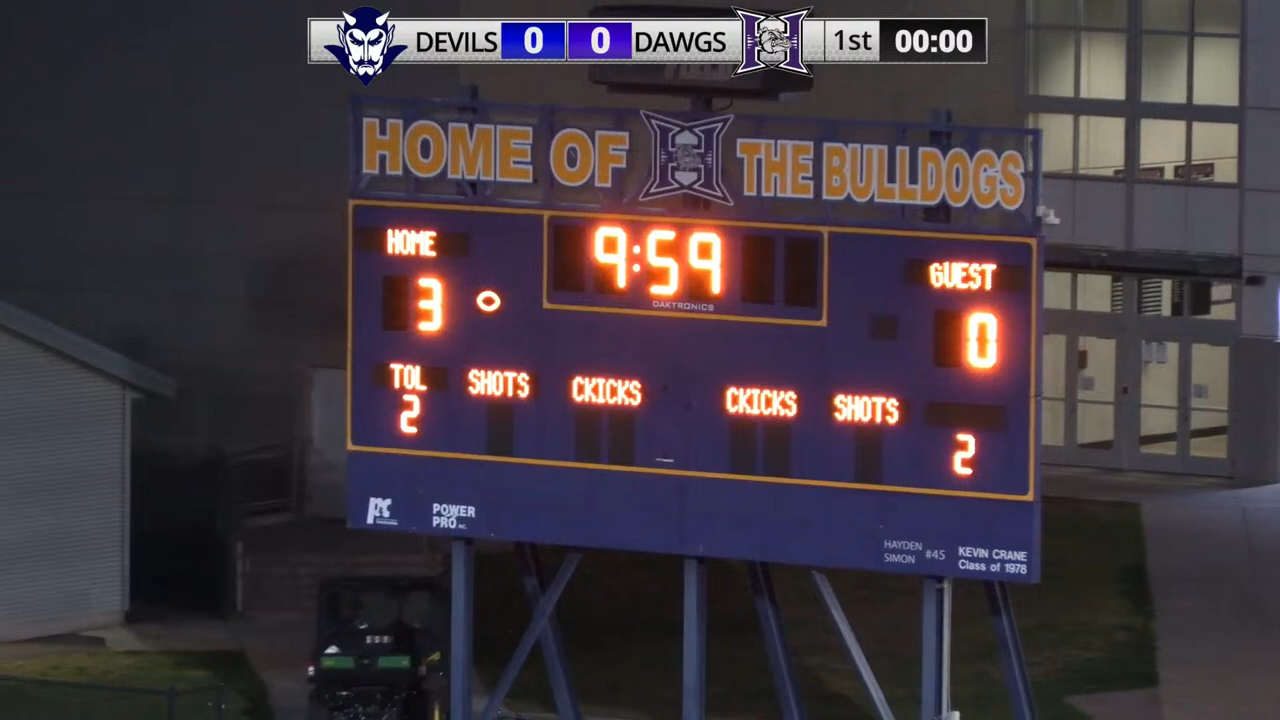 DEVILS 0 0 DAWGS H 1st 00:00
HOME OF H THE BULLDOGS
HOME 9:59 GUEST
3 0
DAKTRONICS
TOL SHOTS CKICKS CKICKS SHOTS
2 2
POWER PRO INC.
HAYDEN SIMON #45
KEVIN CRANE
Class of 1978